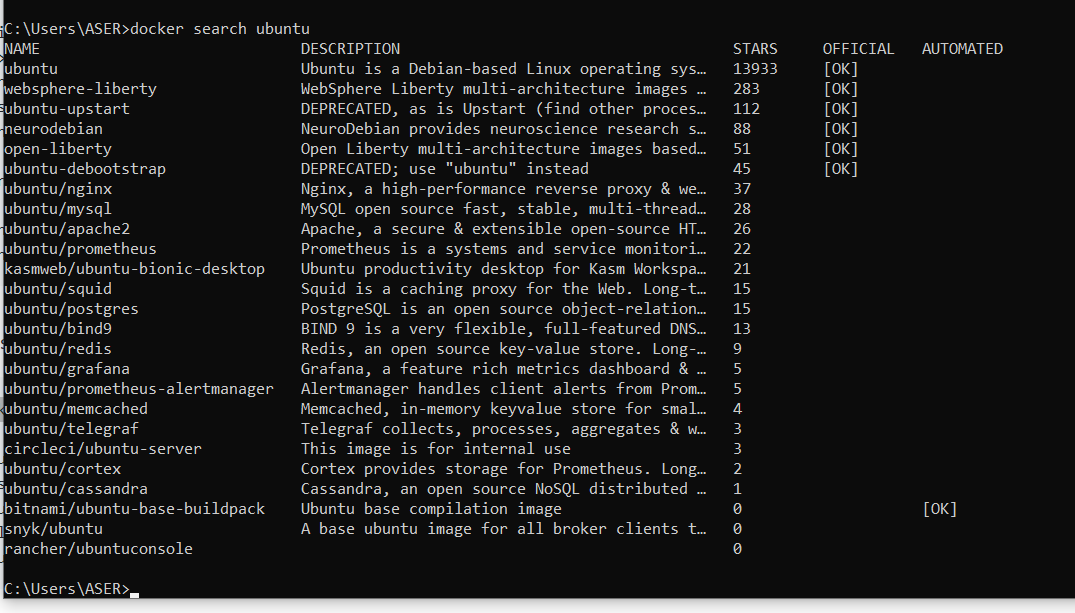 C:\Users\ASER>docker search ubuntu
NAME DESCRIPTION STARS OFFICIAL AUTOMATED
ubuntu Ubuntu is a Debian-based Linux operating sys… 13933 [OK]
websphere-liberty WebSphere Liberty multi-architecture images … 283 [OK]
ubuntu-upstart DEPRECATED, as is Upstart (find other proces… 112 [OK]
neurodebian NeuroDebian provides neuroscience research s… 88 [OK]
open-liberty Open Liberty multi-architecture images based… 51 [OK]
ubuntu-debootstrap DEPRECATED; use "ubuntu" instead 45 [OK]
ubuntu/nginx Nginx, a high-performance reverse proxy & we… 37
ubuntu/mysql MySQL open source fast, stable, multi-thread… 28
ubuntu/apache2 Apache, a secure & extensible open-source HT… 26
ubuntu/prometheus Prometheus is a systems and service monitori… 22
kasmweb/ubuntu-bionic-desktop Ubuntu productivity desktop for Kasm Workspa… 21
ubuntu/squid Squid is a caching proxy for the Web. Long-t… 15
ubuntu/postgres PostgreSQL is an open source object-relation… 15
ubuntu/bind9 BIND 9 is a very flexible, full-featured DNS… 13
ubuntu/redis Redis, an open source key-value store. Long-… 9
ubuntu/grafana Grafana, a feature rich metrics dashboard & … 5
ubuntu/prometheus-alertmanager Alertmanager handles client alerts from Prom… 5
ubuntu/memcached Memcached, in-memory keyvalue store for smal… 4
ubuntu/telegraf Telegraf collects, processes, aggregates & w… 3
circleci/ubuntu-server This image is for internal use 3
ubuntu/cortex Cortex provides storage for Prometheus. Long… 2
ubuntu/cassandra Cassandra, an open source NoSQL distributed … 1
bitnami/ubuntu-base-buildpack Ubuntu base compilation image 0 [OK]
snyk/ubuntu A base ubuntu image for all broker clients t… 0
rancher/ubuntuconsole 0
C:\Users\ASER>